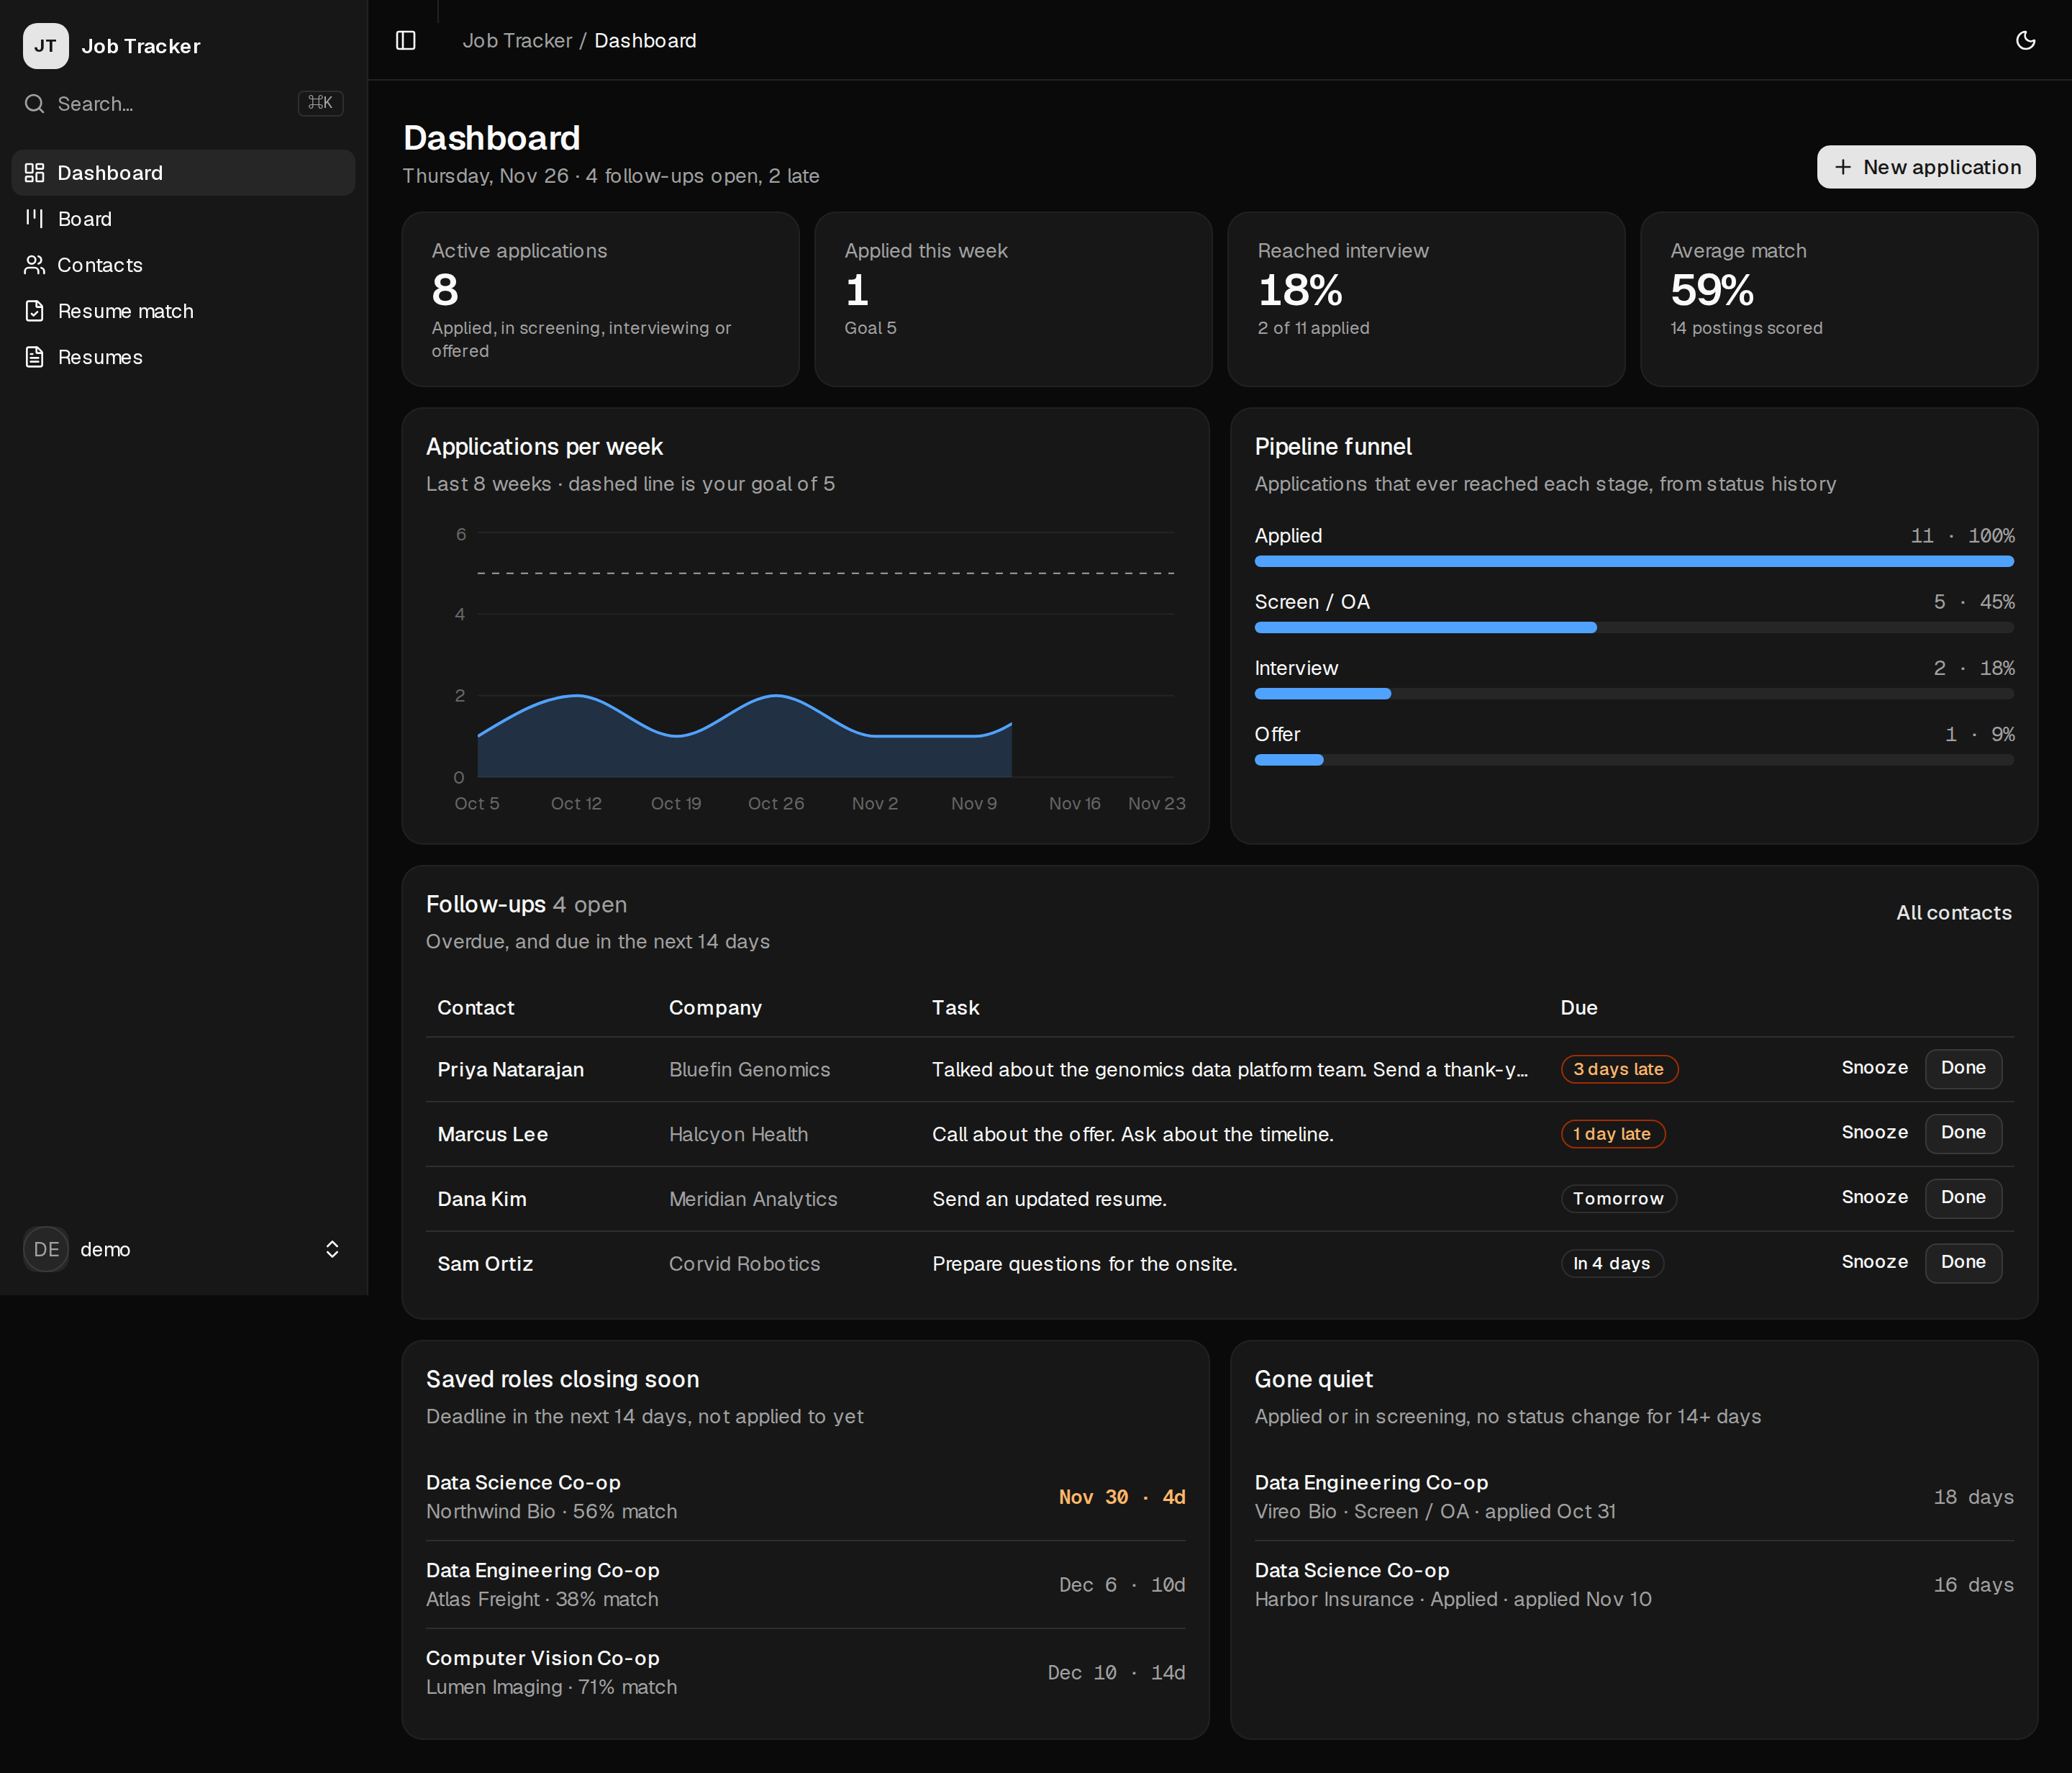 JT Job Tracker
Search... ⌘K
Dashboard
Board
Contacts
Resume match
Resumes
DE demo
Job Tracker / Dashboard
Dashboard
Thursday, Nov 26 · 4 follow-ups open, 2 late
New application
Active applications
8
Applied, in screening, interviewing or
offered
Applied this week
1
Goal 5
Reached interview
18%
2 of 11 applied
Average match
59%
14 postings scored
Applications per week
Last 8 weeks · dashed line is your goal of 5
6
4
2
0
Oct 5 Oct 12 Oct 19 Oct 26 Nov 2 Nov 9 Nov 16 Nov 23
Pipeline funnel
Applications that ever reached each stage, from status history
Applied 11 · 100%
Screen / OA 5 · 45%
Interview 2 · 18%
Offer 1 · 9%
Follow-ups 4 open
Overdue, and due in the next 14 days
All contacts
Contact Company Task Due
Priya Natarajan Bluefin Genomics Talked about the genomics data platform team. Send a thank-y... 3 days late Snooze Done
Marcus Lee Halcyon Health Call about the offer. Ask about the timeline. 1 day late Snooze Done
Dana Kim Meridian Analytics Send an updated resume. Tomorrow Snooze Done
Sam Ortiz Corvid Robotics Prepare questions for the onsite. In 4 days Snooze Done
Saved roles closing soon
Deadline in the next 14 days, not applied to yet
Data Science Co-op
Northwind Bio · 56% match
Nov 30 · 4d
Data Engineering Co-op
Atlas Freight · 38% match
Dec 6 · 10d
Computer Vision Co-op
Lumen Imaging · 71% match
Dec 10 · 14d
Gone quiet
Applied or in screening, no status change for 14+ days
Data Engineering Co-op
Vireo Bio · Screen / OA · applied Oct 31
18 days
Data Science Co-op
Harbor Insurance · Applied · applied Nov 10
16 days